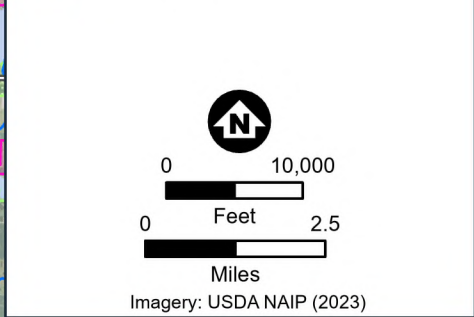 N
0 10,000
Feet
0 2.5
Miles
Imagery: USDA NAIP (2023)